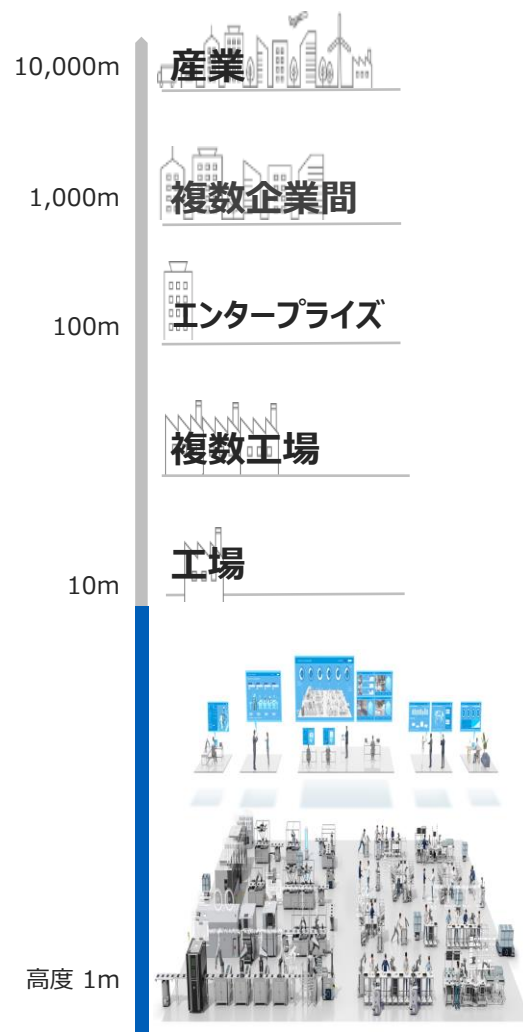 10,000m
産業
1,000m
複数企業間
100m
エンタープライズ
複数工場
10m
工場
高度 1m